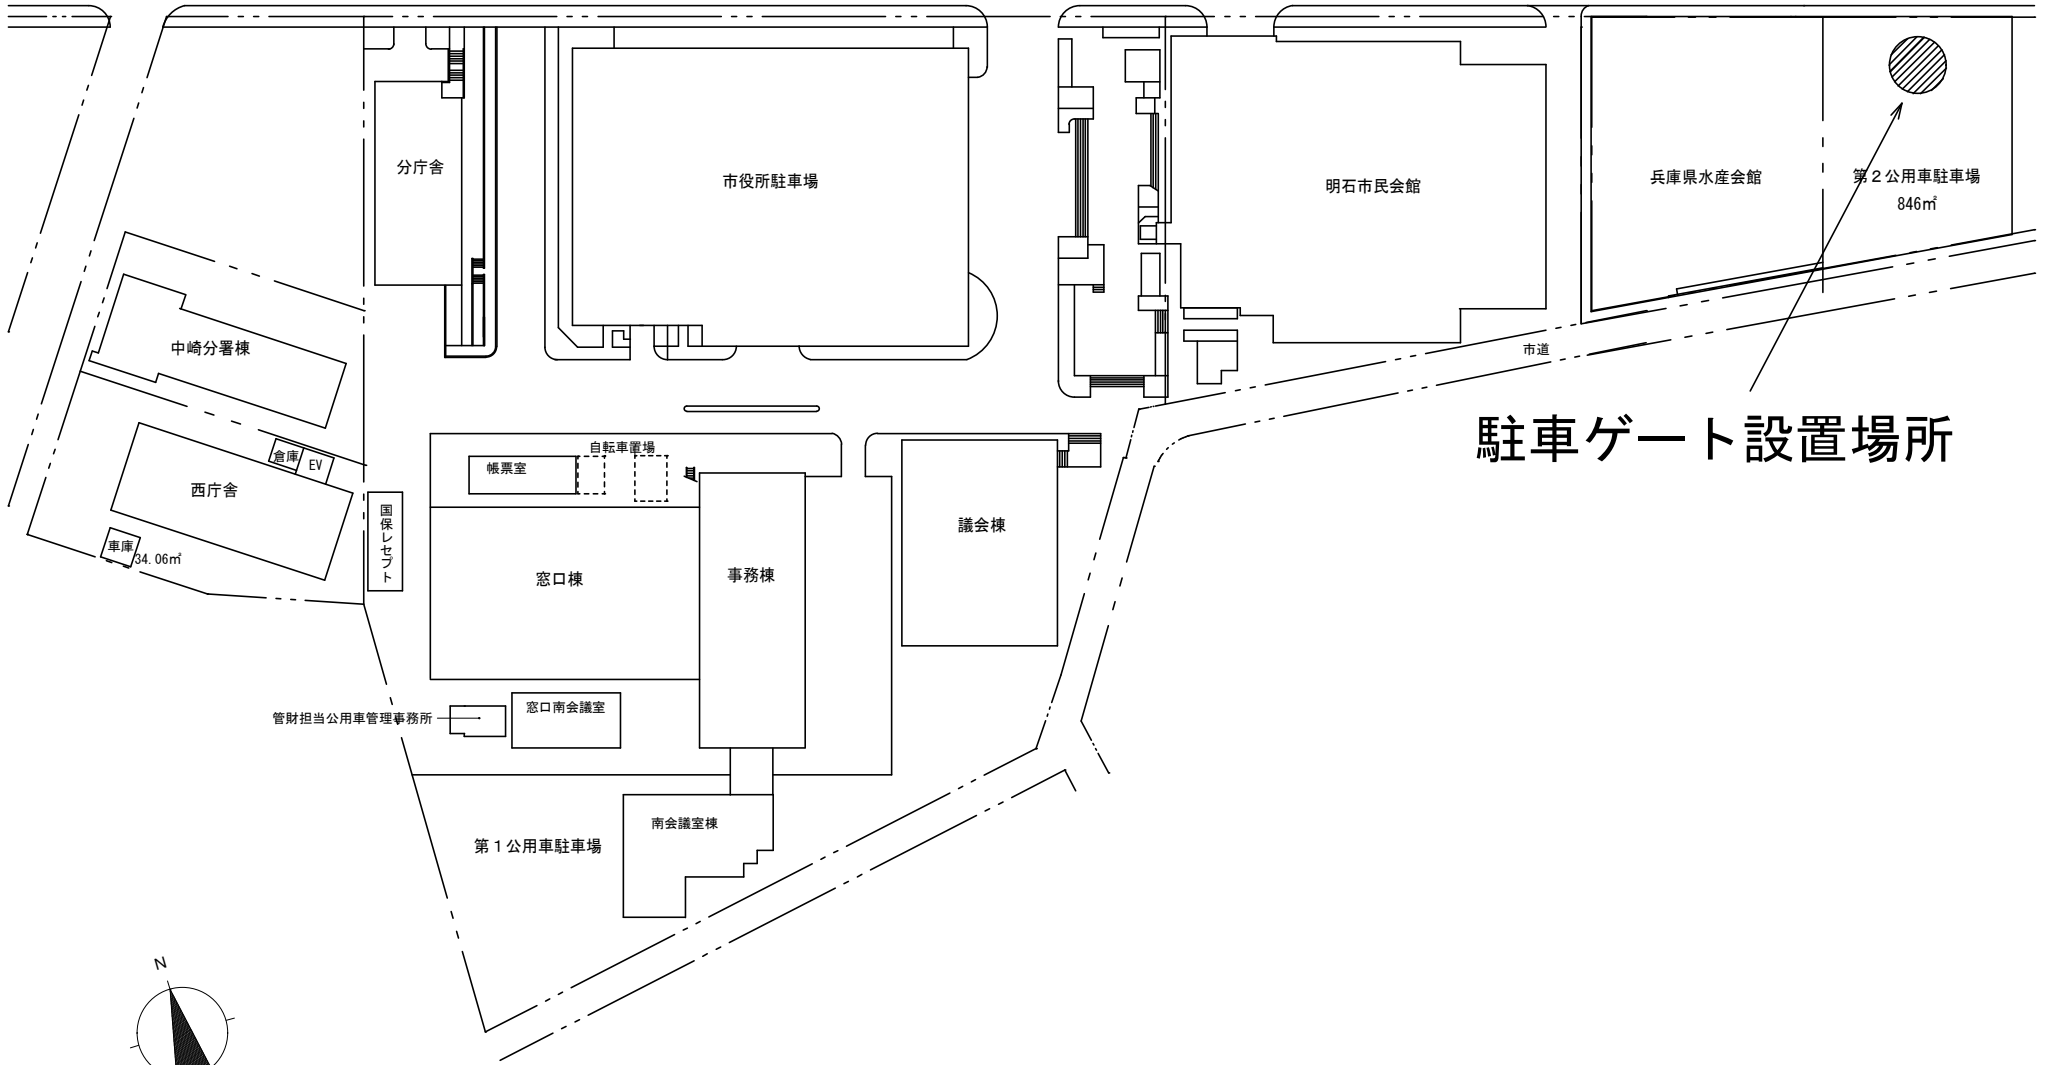 分庁舎
市役所駐車場
明石市民会館
兵庫県水産会館
第2公用車駐車場
846㎡
中崎分署棟
市道
駐車ゲート設置場所
倉庫
EV
西庁舎
車庫
34.06㎡
国保レセプト
帳票室
自転車置場
窓口棟
事務棟
議会棟
管財担当公用車管理事務所
窓口南会議室
南会議室棟
第1公用車駐車場
N